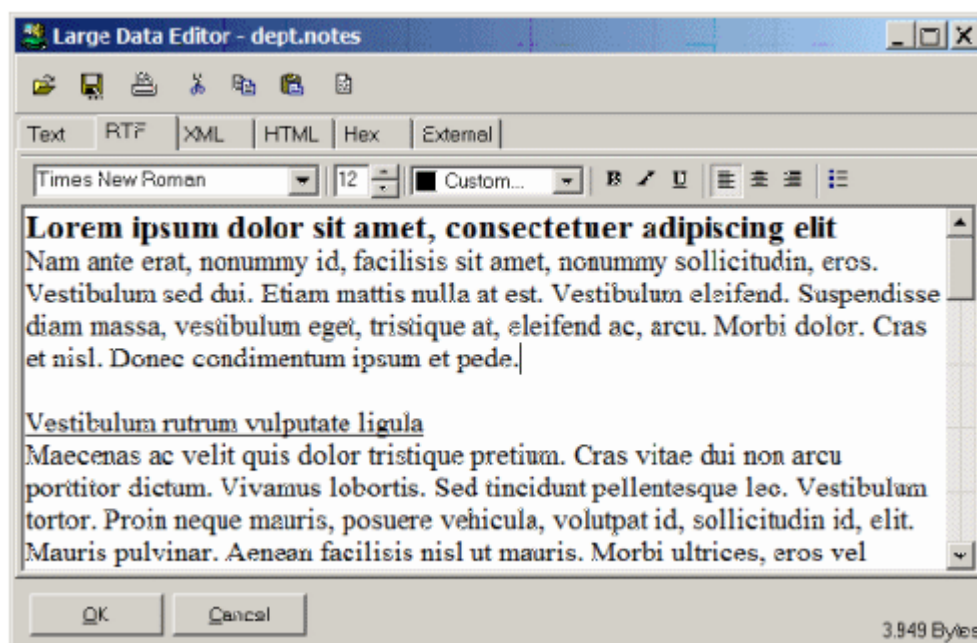 Large Data Editor - dept.notes
Text RTF XML HTML Hex External
Times New Roman 12 Custom... B I U
Lorem ipsum dolor sit amet, consectetuer adipiscing elit
Nam ante erat, nonummy id, facilisis sit amet, nonummy sollicitudin, eros.
Vestibulum sed dui. Etiam mattis nulla at est. Vestibulum eleifend. Suspendisse
diam massa, vestibulum eget, tristique at, eleifend ac, arcu. Morbi dolor. Cras
et nisl. Donec condimentum ipsum et pede.
Vestibulum rutrum vulputate ligula
Maecenas ac velit quis dolor tristique pretium. Cras vitae dui non arcu
porttitor dictum. Vivamus lobortis. Sed tincidunt pellentesque leo. Vestibulum
tortor. Proin neque mauris, posuere vehicula, volutpat id, sollicitudin id, elit.
Mauris pulvinar. Aenean facilisis nisl ut mauris. Morbi ultrices, eros vel
OK Cancel
3.949 Bytes